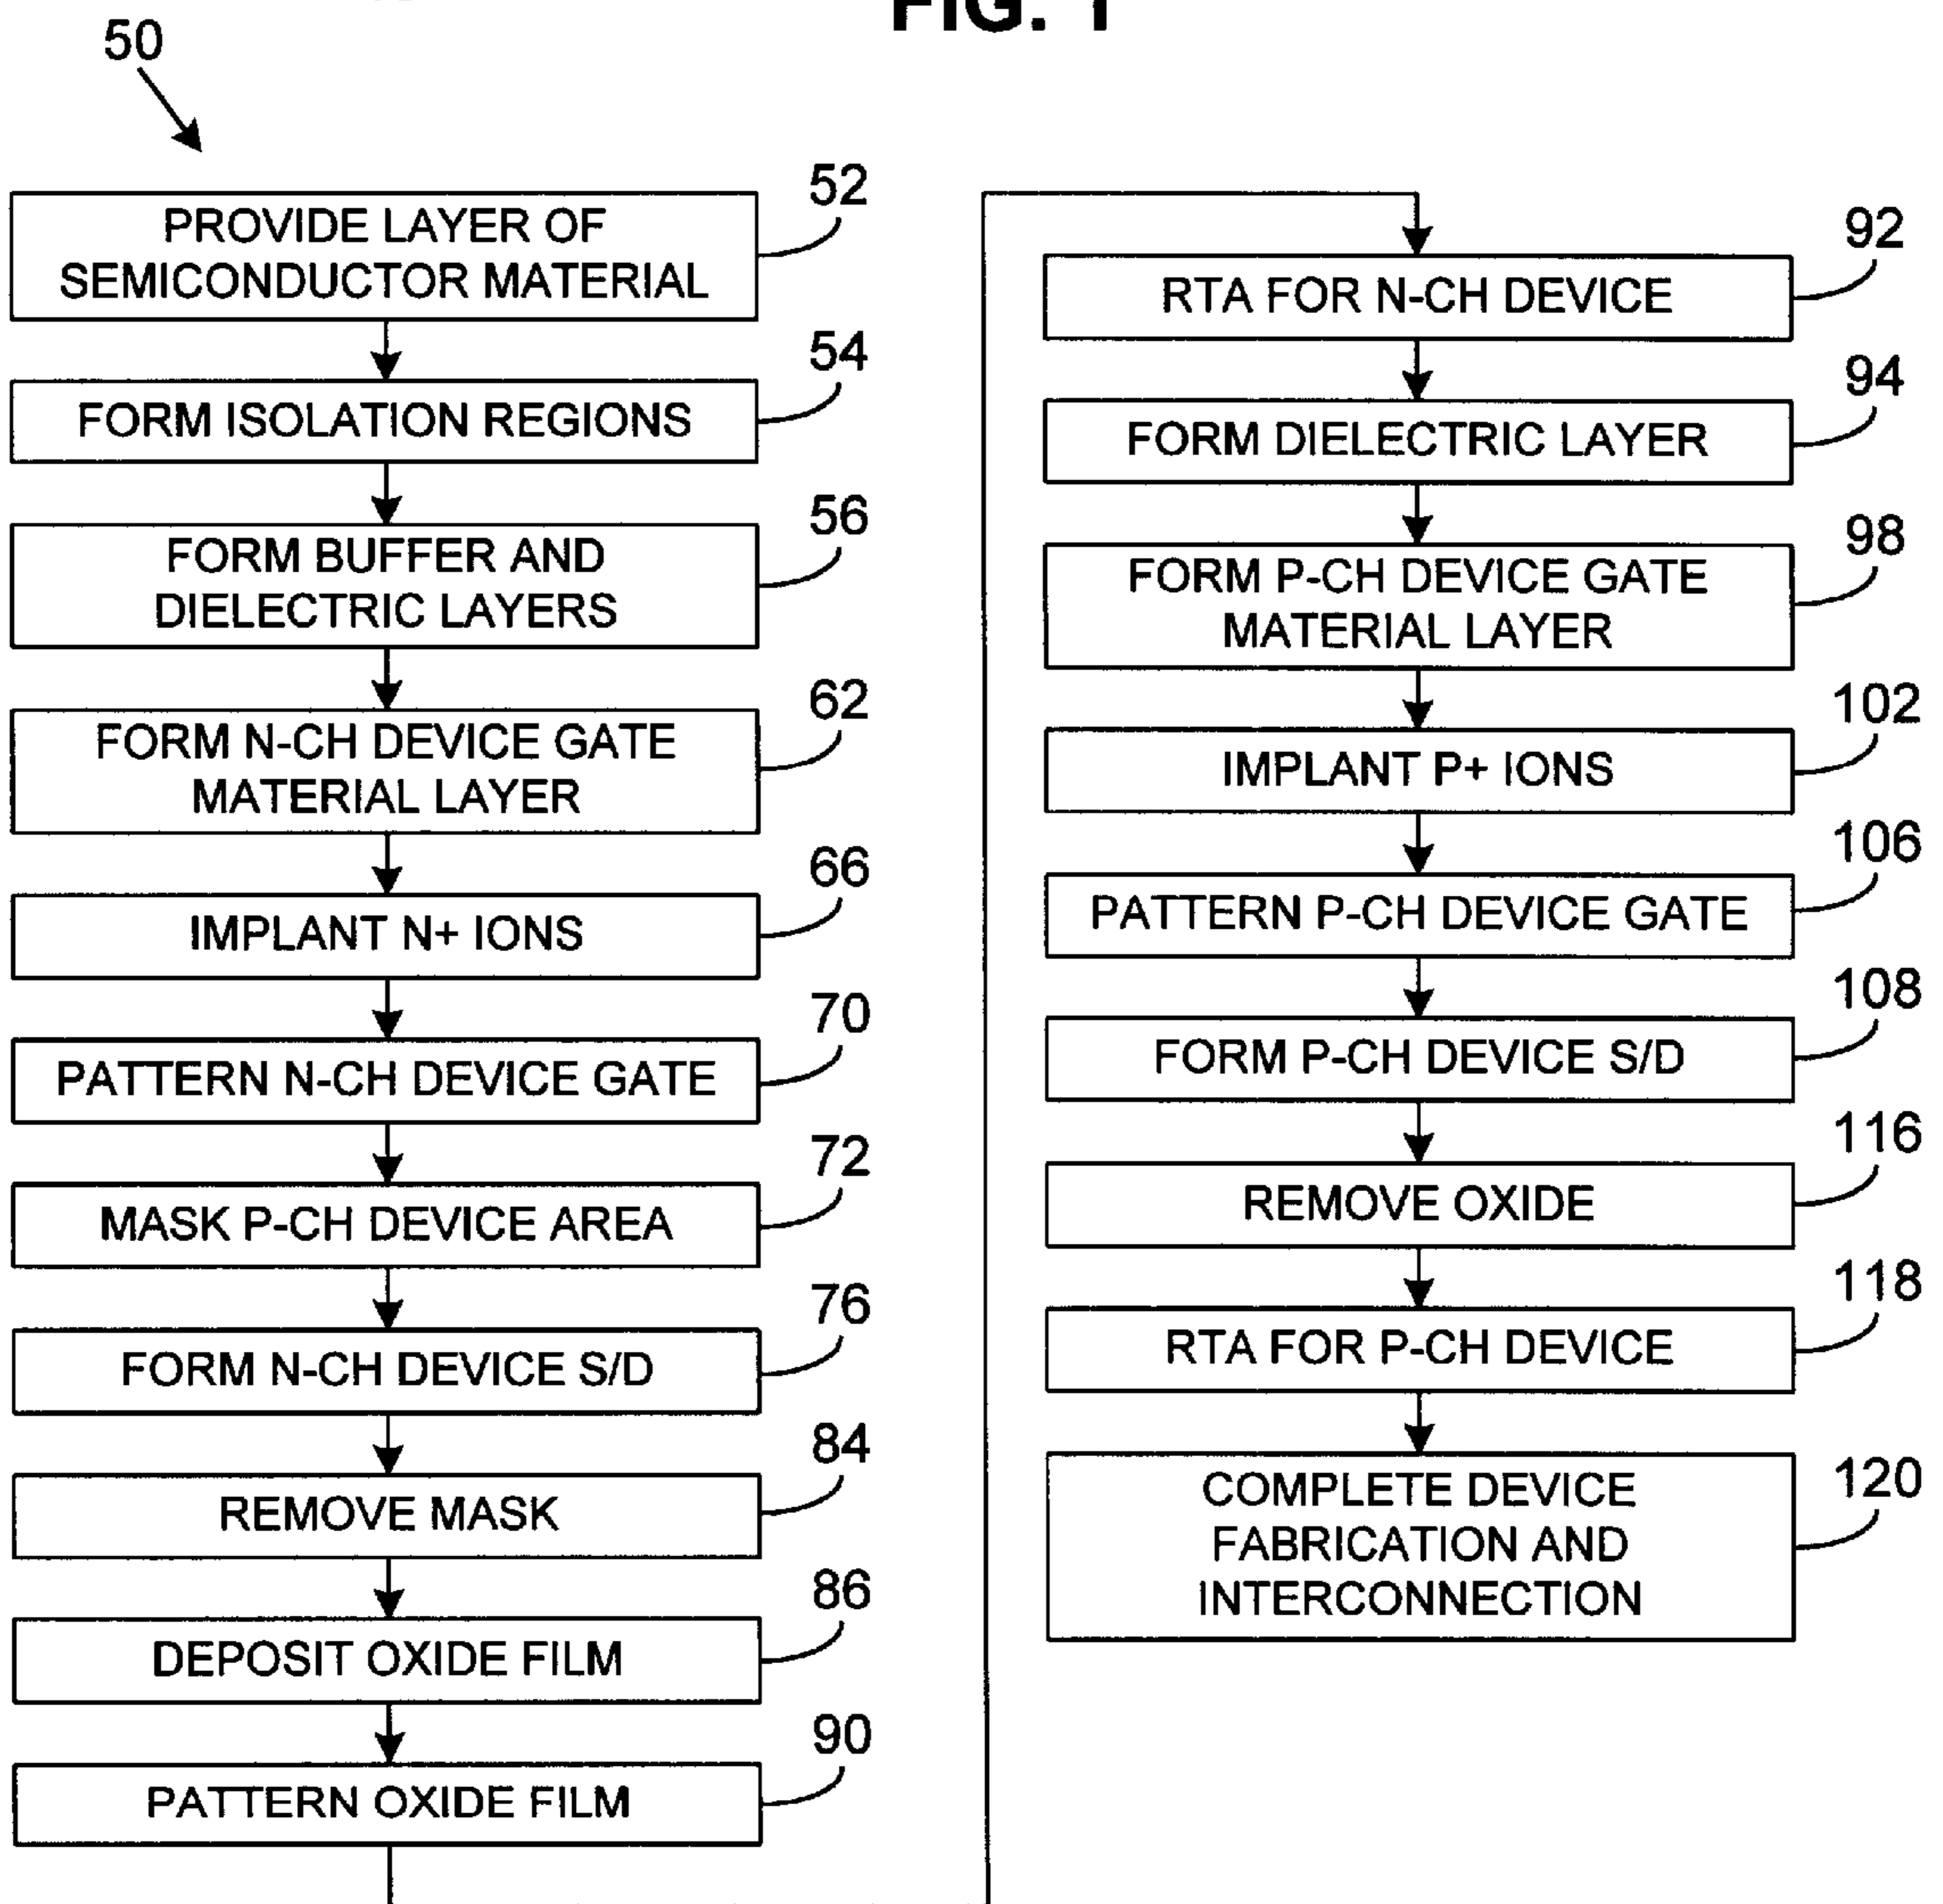 FIG. 1
50
52
PROVIDE LAYER OF
SEMICONDUCTOR MATERIAL
54
FORM ISOLATION REGIONS
56
FORM BUFFER AND
DIELECTRIC LAYERS
62
FORM N-CH DEVICE GATE
MATERIAL LAYER
66
IMPLANT N+ IONS
70
PATTERN N-CH DEVICE GATE
72
MASK P-CH DEVICE AREA
76
FORM N-CH DEVICE S/D
84
REMOVE MASK
86
DEPOSIT OXIDE FILM
90
PATTERN OXIDE FILM
92
RTA FOR N-CH DEVICE
94
FORM DIELECTRIC LAYER
98
FORM P-CH DEVICE GATE
MATERIAL LAYER
102
IMPLANT P+ IONS
106
PATTERN P-CH DEVICE GATE
108
FORM P-CH DEVICE S/D
116
REMOVE OXIDE
118
RTA FOR P-CH DEVICE
120
COMPLETE DEVICE
FABRICATION AND
INTERCONNECTION